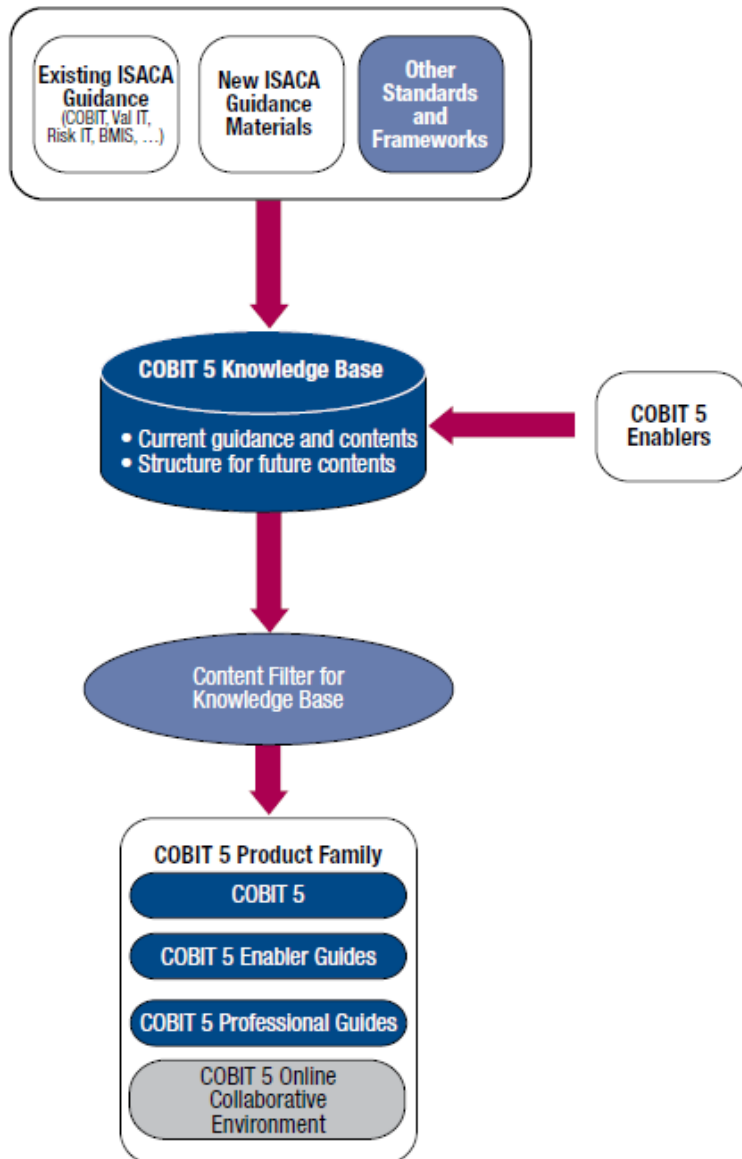 Existing ISACA
Guidance
(COBIT, Val IT,
Risk IT, BMIS, …)
New ISACA
Guidance
Materials
Other
Standards
and
Frameworks
COBIT 5 Knowledge Base
• Current guidance and contents
• Structure for future contents
COBIT 5
Enablers
Content Filter for
Knowledge Base
COBIT 5 Product Family
COBIT 5
COBIT 5 Enabler Guides
COBIT 5 Professional Guides
COBIT 5 Online
Collaborative
Environment